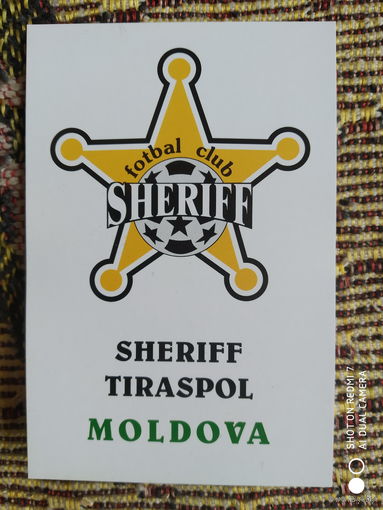 fotbal club
SHERIFF
SHERIFF
TIRASPOL
MOLDOVA
SHOT ON REDMI 7
AI DUAL CAMERA